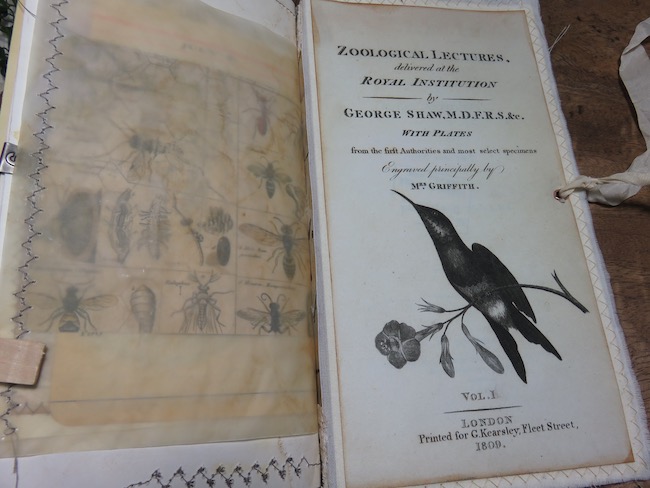 ZOOLOGICAL LECTURES,
delivered at the
ROYAL INSTITUTION
by
GEORGE SHAW, M.D.F.R.S.&c.
WITH PLATES
from the first Authorities and most select specimens
Engraved principally by
MRS GRIFFITH.
VOL. I
LONDON
Printed for G. Kearsley, Fleet Street,
1809.